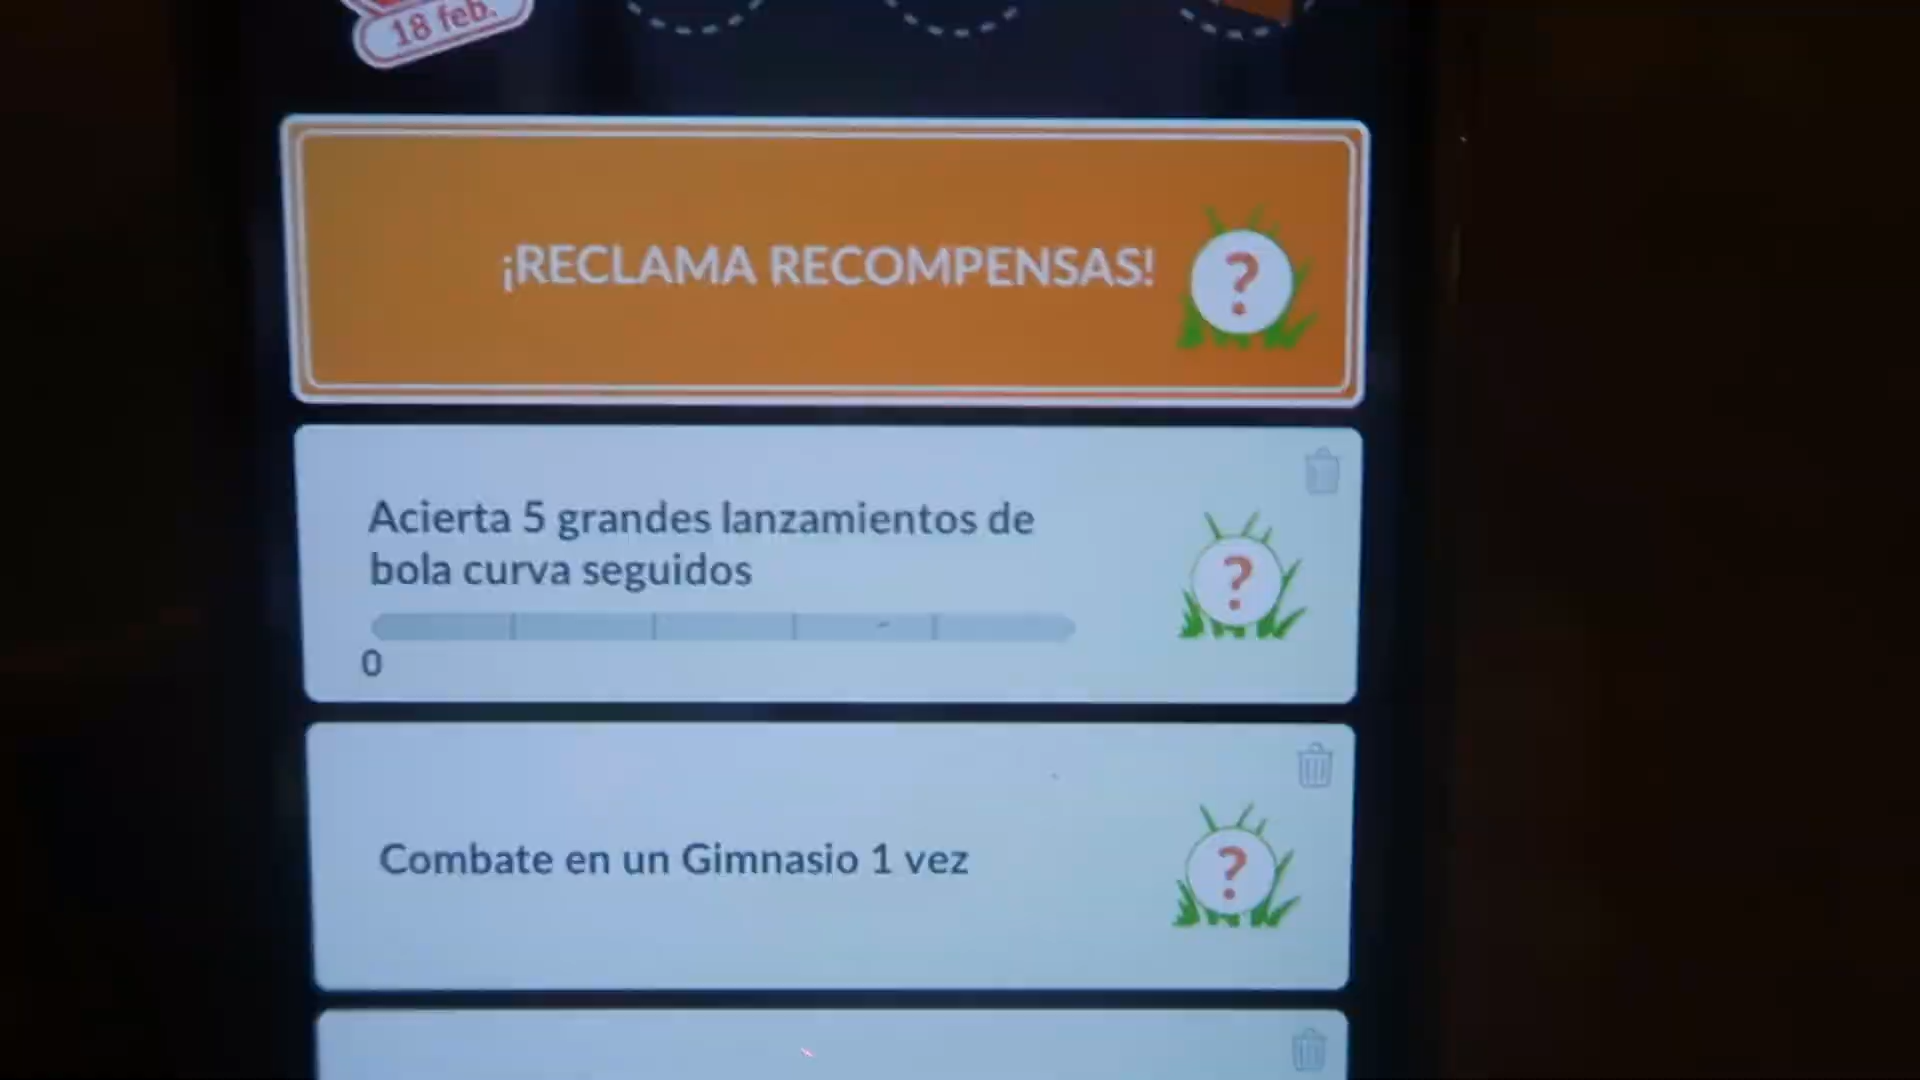 18 feb.
¡RECLAMA RECOMPENSAS!
?
Acierta 5 grandes lanzamientos de
bola curva seguidos
?
0
Combate en un Gimnasio 1 vez
?